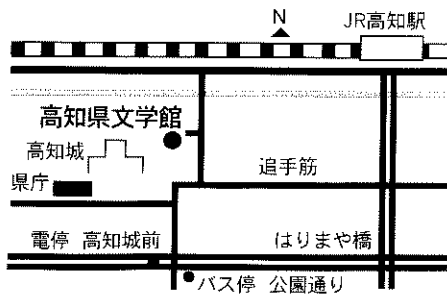 N
JR高知駅
高知県文学館
高知城
追手筋
県庁
電停 高知城前
はりまや橋
バス停 公園通り